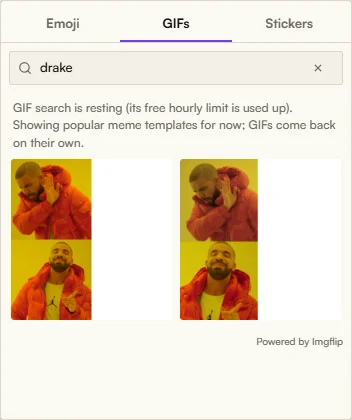 Emoji
GIFs
Stickers
drake
GIF search is resting (its free hourly limit is used up).
Showing popular meme templates for now; GIFs come back
on their own.
Powered by Imgflip